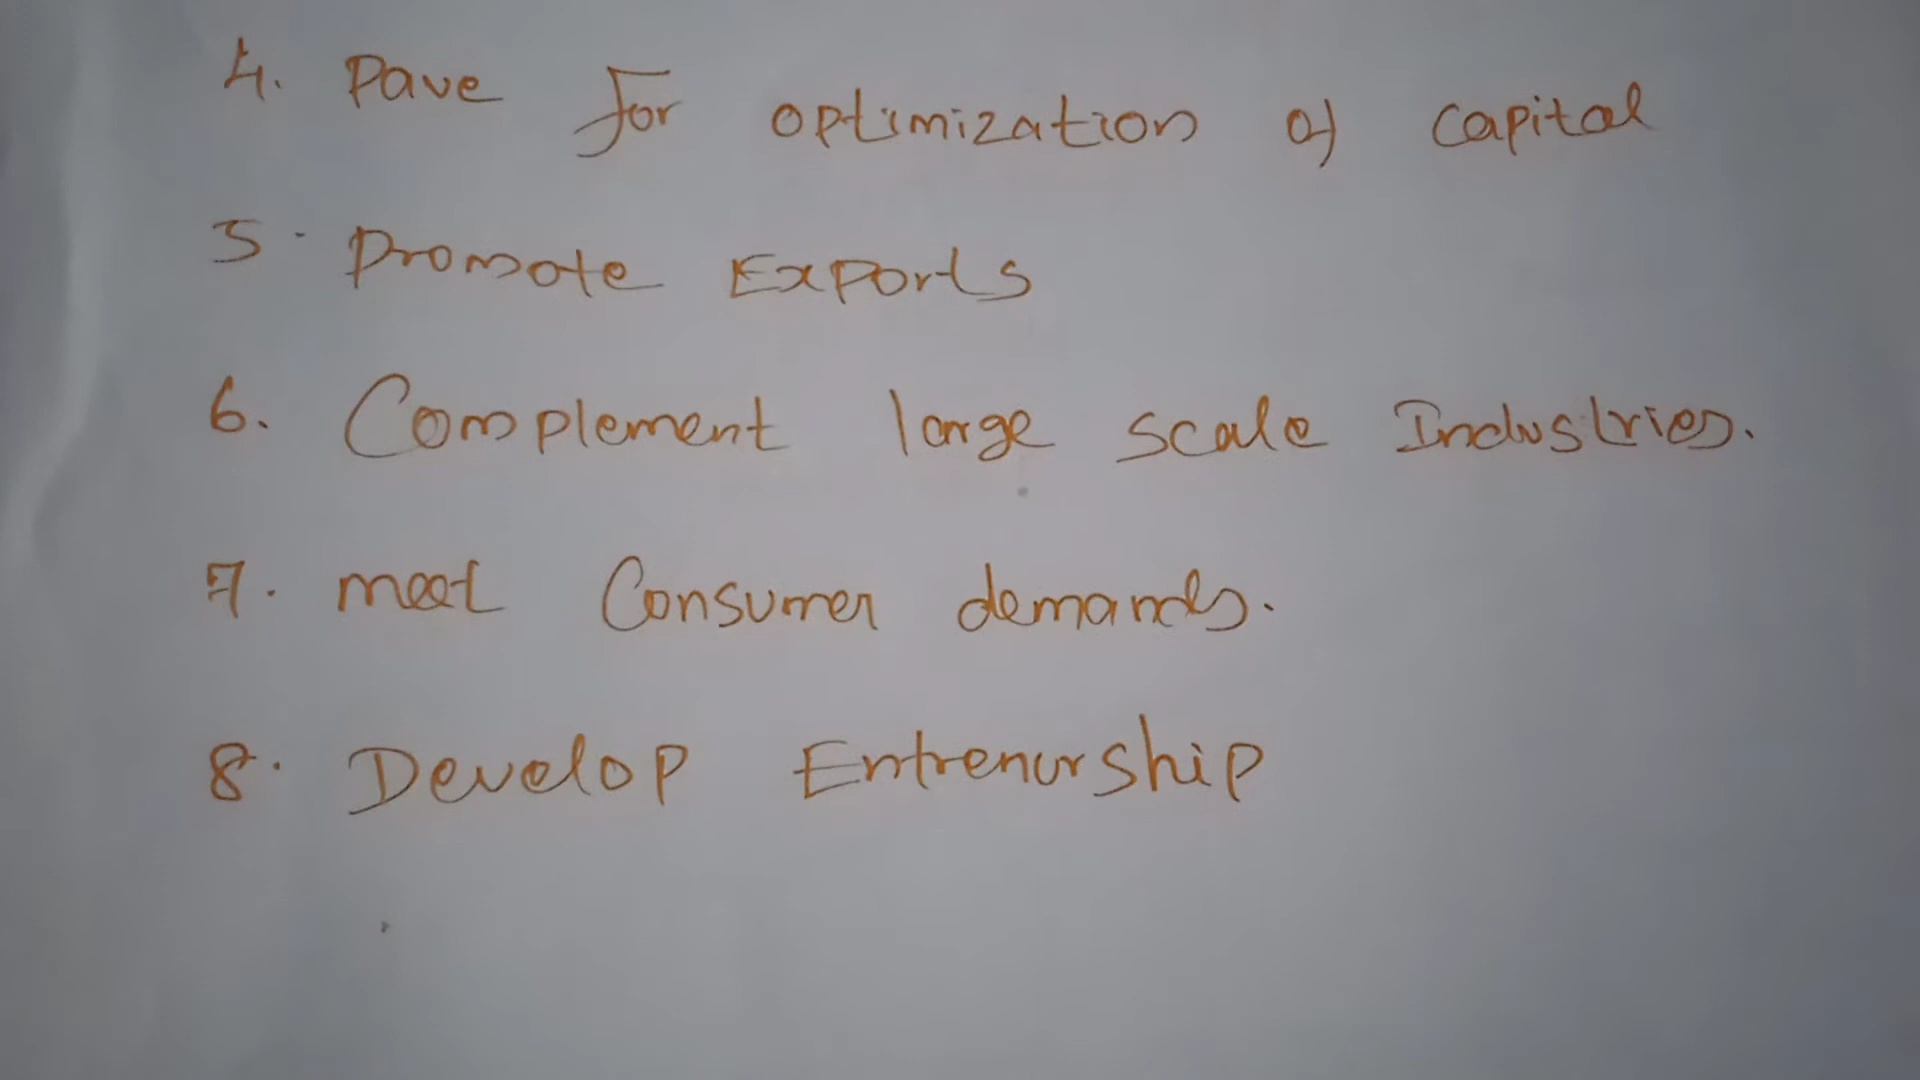 4. Pave for optimization of capital
5. Promote Exports
6. Complement large scale Industries.
7. meet Consumer demands.
8. Develop Entrenurship